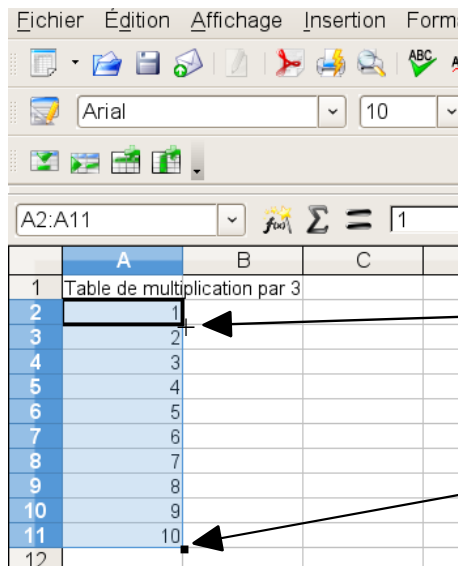 Fichier Édition Affichage Insertion Form
ABC
Arial 10
A2:A11 f(x) Σ = 1
A B C
1 Table de multiplication par 3
2 1
3 2
4 3
5 4
6 5
7 6
8 7
9 8
10 9
11 10
12